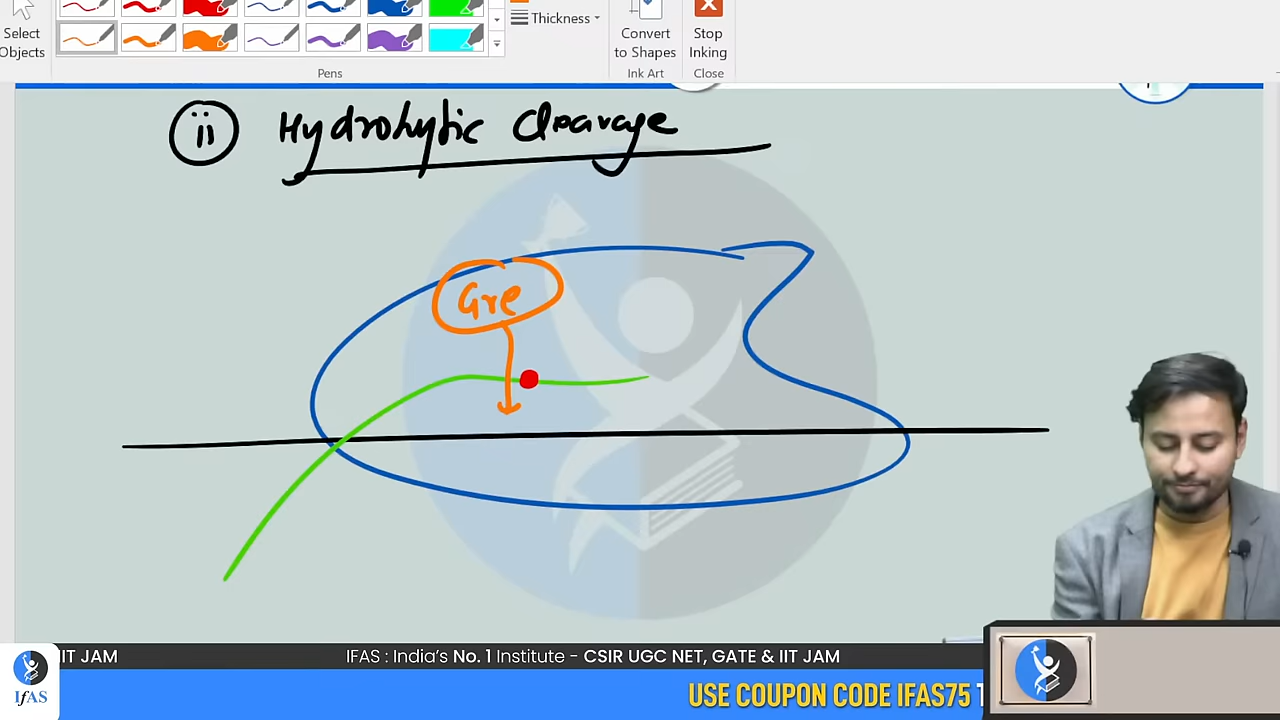 Select
Objects
Pens
Thickness
Convert
to Shapes
Ink Art
Stop
Inking
Close
ii Hydrolytic Cleavage
Gre
IIT JAM
IFAS : India's No. 1 Institute - CSIR UGC NET, GATE & IIT JAM
IFAS
USE COUPON CODE IFAS75